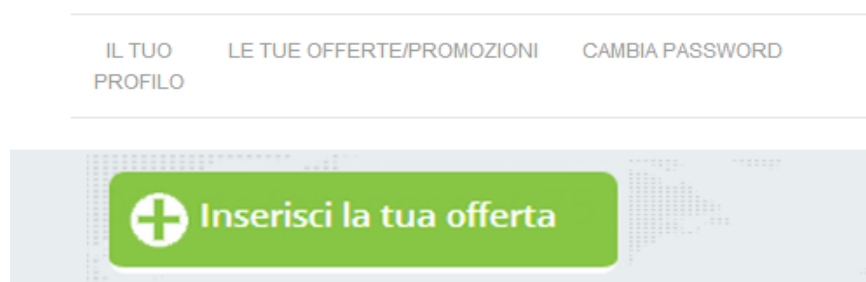 IL TUO PROFILO
LE TUE OFFERTE/PROMOZIONI
CAMBIA PASSWORD
Inserisci la tua offerta